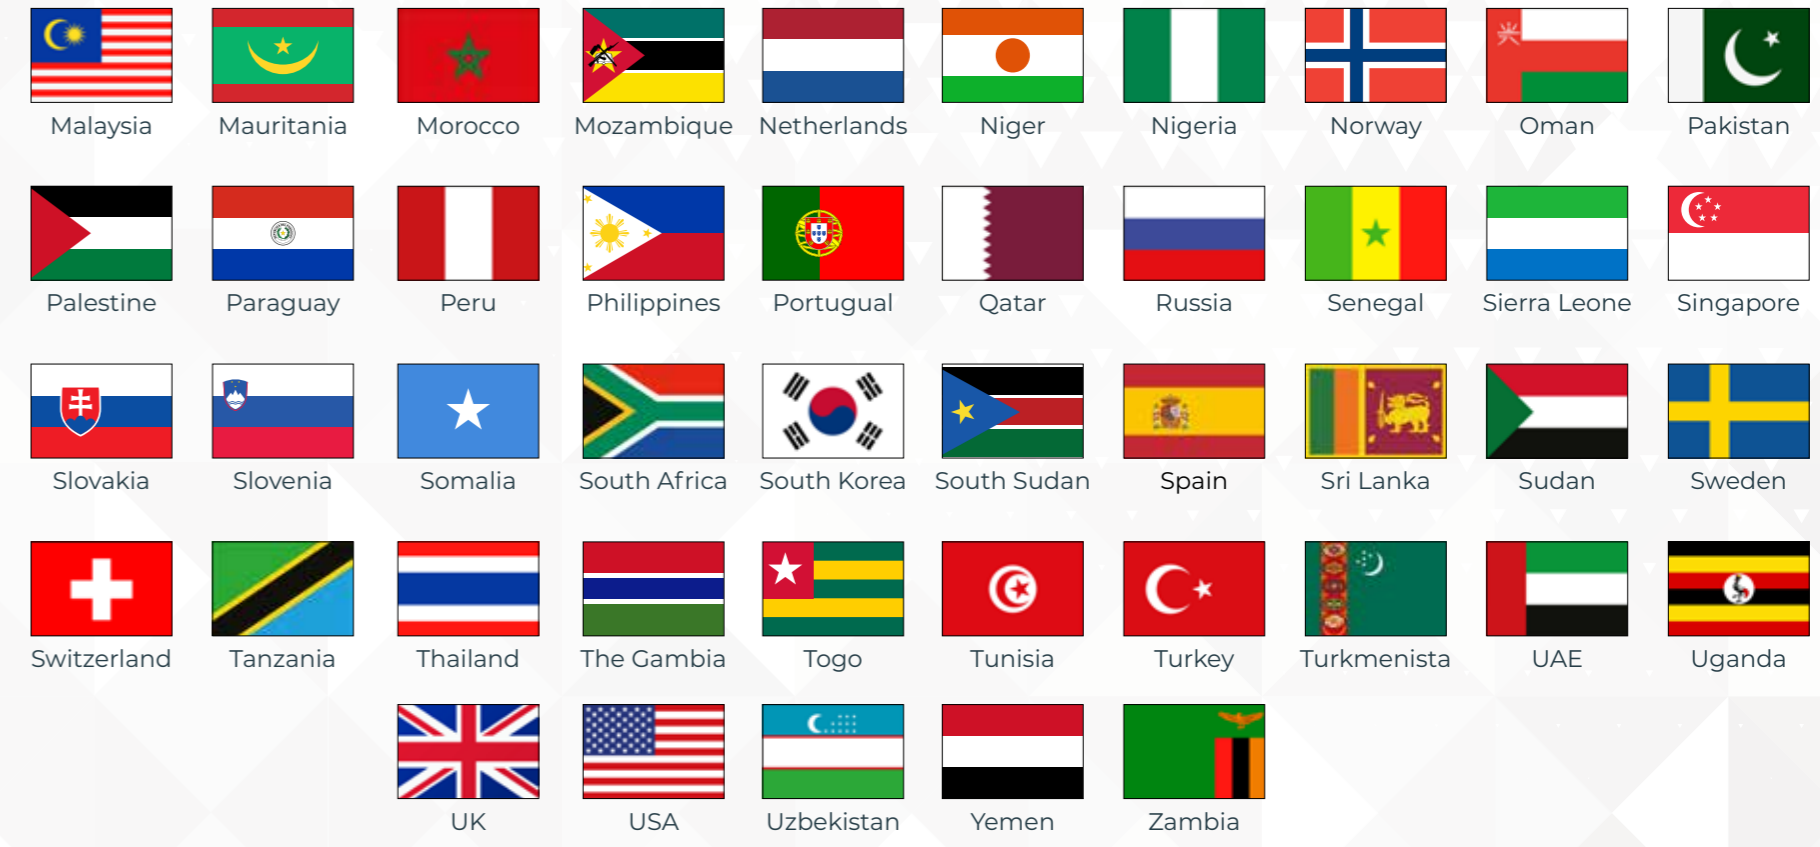 Malaysia Mauritania Morocco Mozambique Netherlands Niger Nigeria Norway Oman Pakistan
Palestine Paraguay Peru Philippines Portugual Qatar Russia Senegal Sierra Leone Singapore
Slovakia Slovenia Somalia South Africa South Korea South Sudan Spain Sri Lanka Sudan Sweden
Switzerland Tanzania Thailand The Gambia Togo Tunisia Turkey Turkmenista UAE Uganda
UK USA Uzbekistan Yemen Zambia